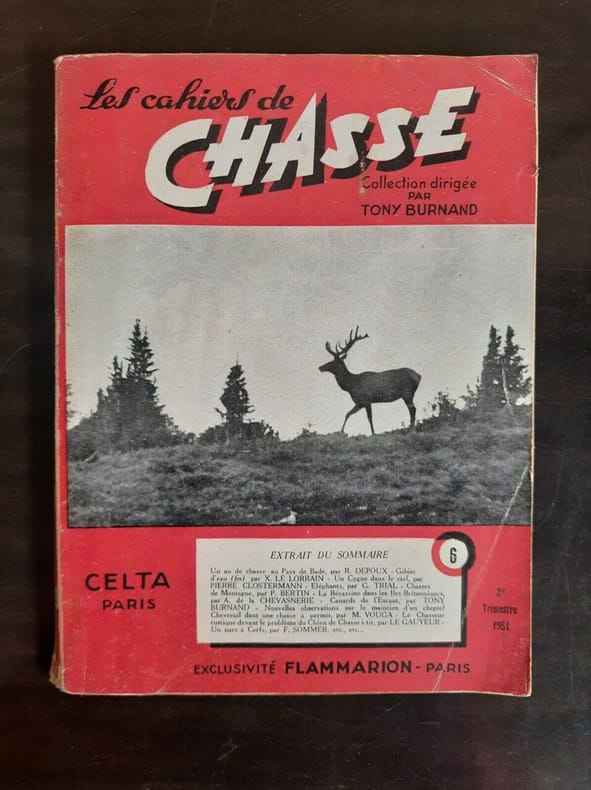 Les cahiers de
CHASSE
Collection dirigée
PAR
TONY BURNAND
EXTRAIT DU SOMMAIRE
6
Un an de chasse au Pays de Bade, par R. DEPOUX - Gibier
d'eau (fin) par X. LE LORRAIN - Un Cygne dans le ciel, par
PIERRE CLOSTERMANN - Eléphants, par G. TRIAL - Chasses
de Montagne, par P. BERTIN - La Bécassine dans les Iles Britanniques,
par A. de la CHEVASNERIE - Canards de l'Escaut, par TONY
BURNAND - Nouvelles observations sur le maintien d'un cheptel
Chevreuil dans une chasse à permis, par M. VOUGA - Le Chasseur
rustique devant le problème du Chien de Chasse à tir, par LE GAUYEUR -
Un parc à Cerfs, par F. SOMMER, etc., etc...
CELTA
PARIS
2e
Trimestre
1951
EXCLUSIVITÉ FLAMMARION - PARIS